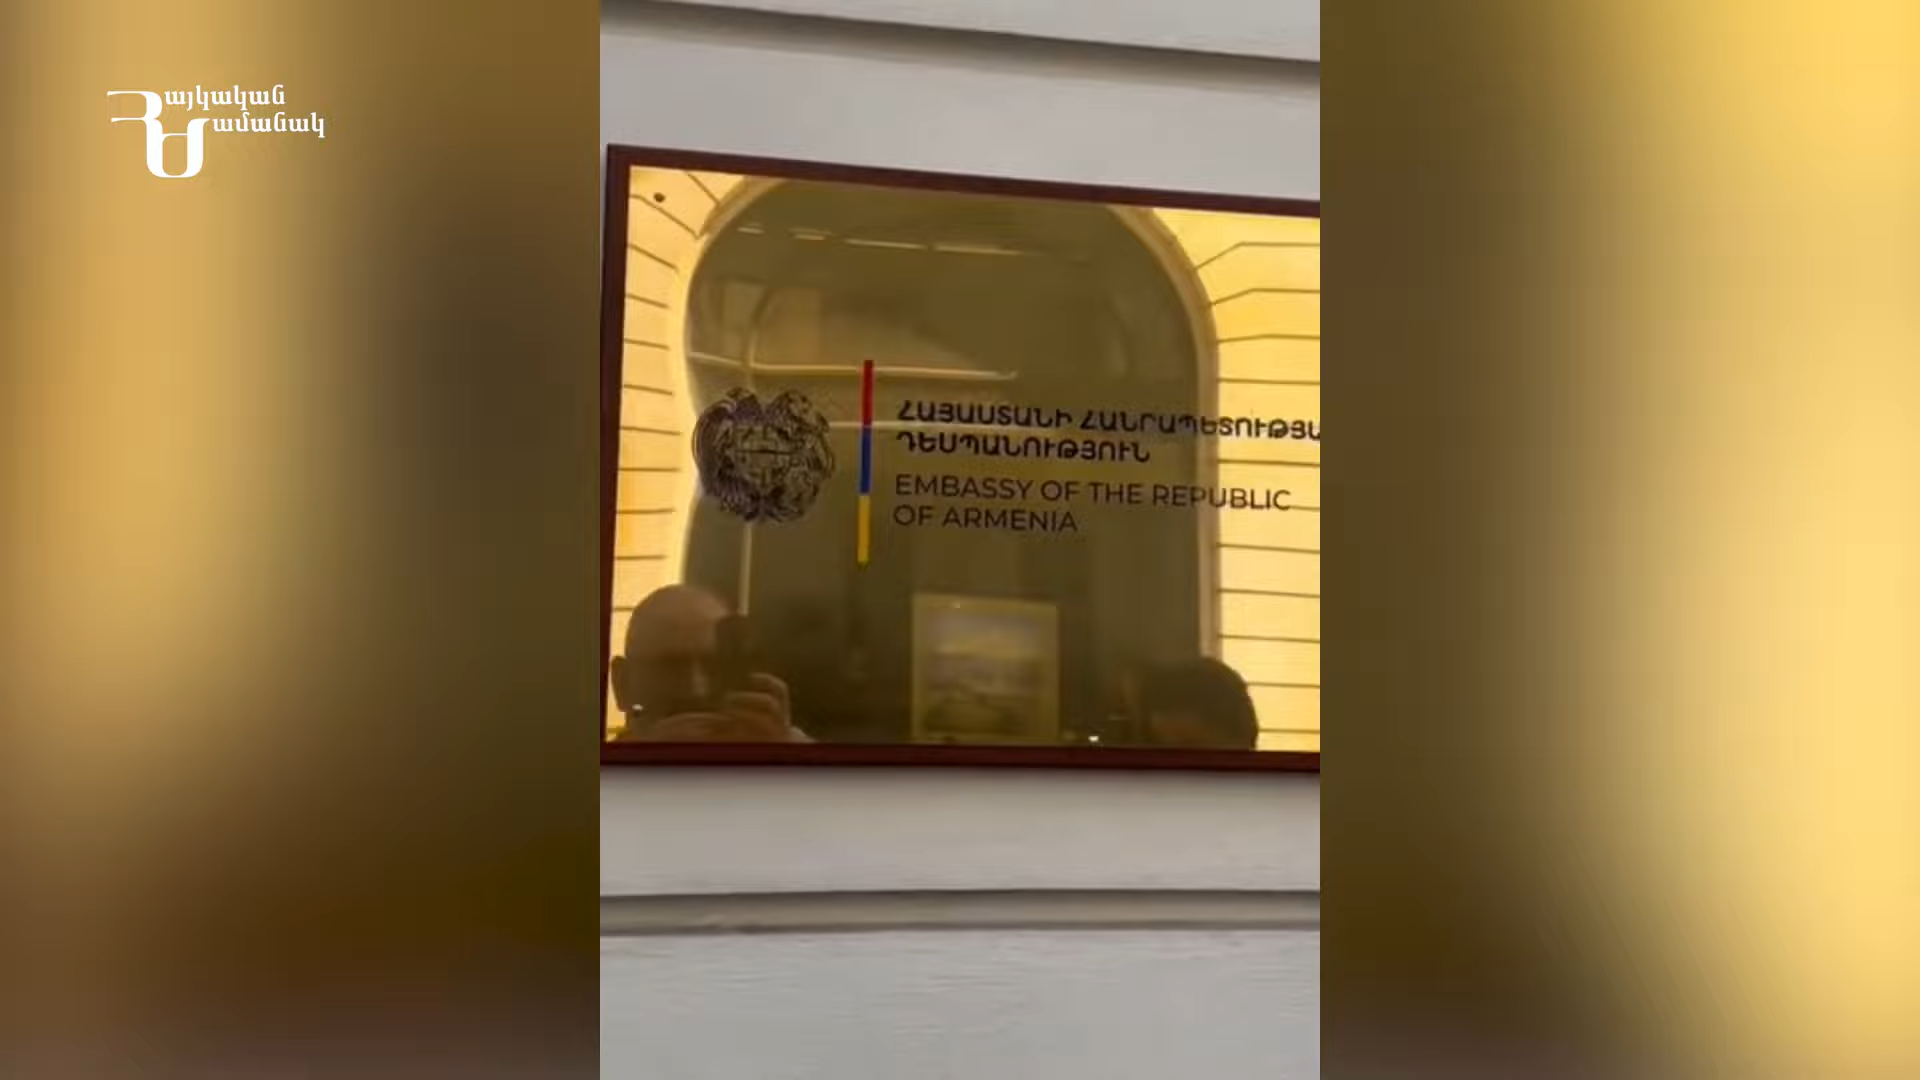 Հայկական
Ժամանակ
ՀԱՅԱՍՏԱՆԻ ՀԱՆՐԱՊԵՏՈՒԹՅԱ
ԴԵՍՊԱՆՈՒԹՅՈՒՆ
EMBASSY OF THE REPUBLIC
OF ARMENIA